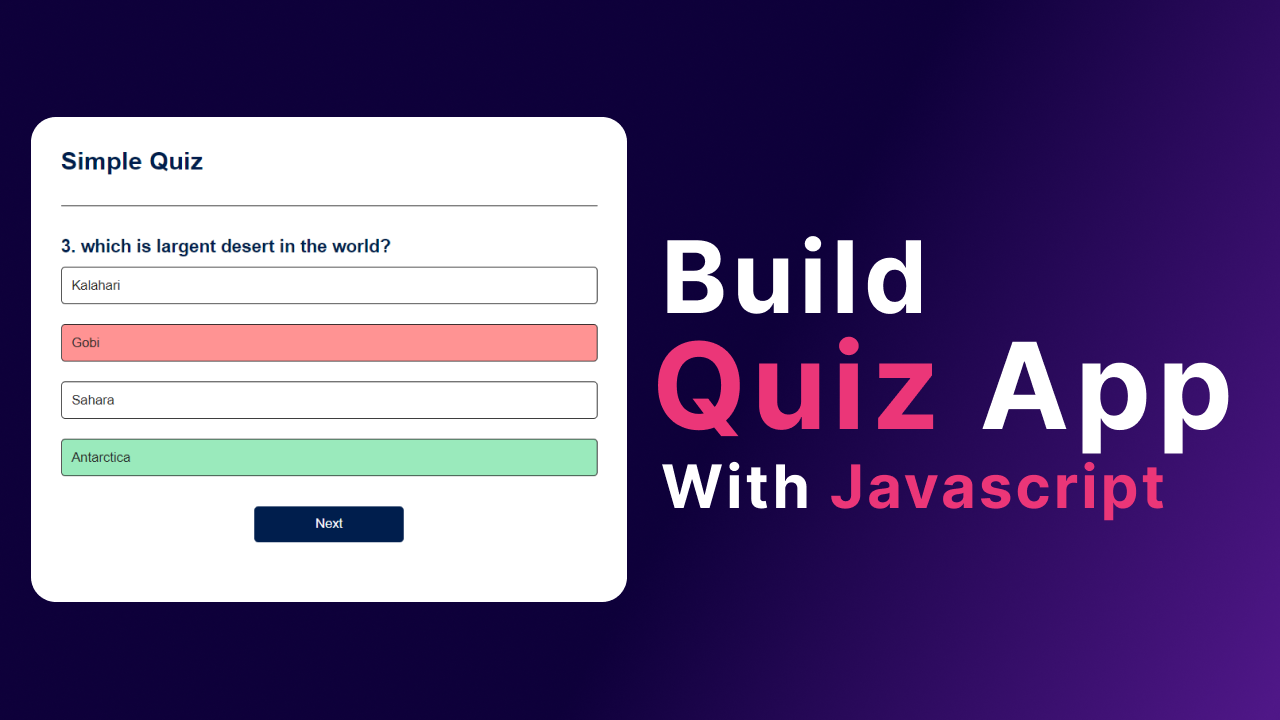 Simple Quiz
3. which is largent desert in the world?
Kalahari
Gobi
Sahara
Antarctica
Next
Build
Quiz App
With Javascript